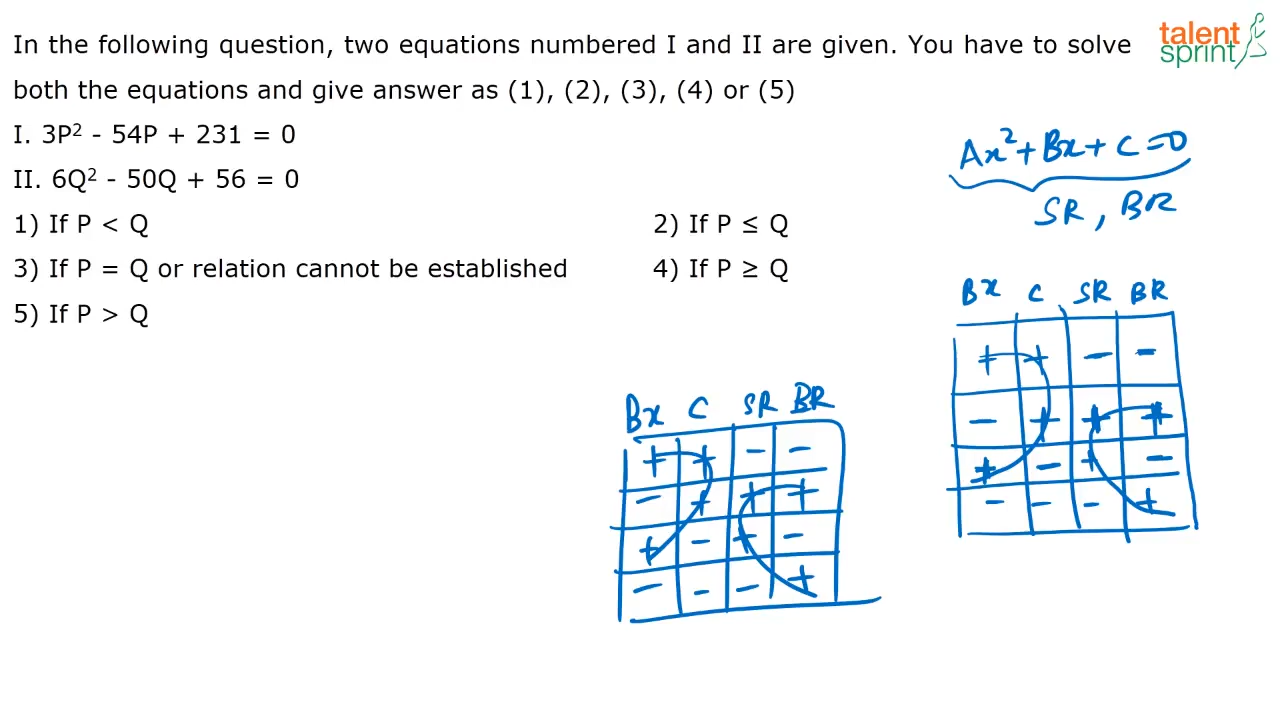 talent
sprint
In the following question, two equations numbered I and II are given. You have to solve
both the equations and give answer as (1), (2), (3), (4) or (5)
I. 3P² - 54P + 231 = 0
II. 6Q² - 50Q + 56 = 0
1) If P < Q
2) If P ≤ Q
3) If P = Q or relation cannot be established
4) If P ≥ Q
5) If P > Q
Ax²+Bx+C=0
SR, BR
Bx C SR BR
+ + - -
- + + +
+ - + -
- - - +
Bx C SR BR
+ + - -
- + + +
+ - + -
- - - +